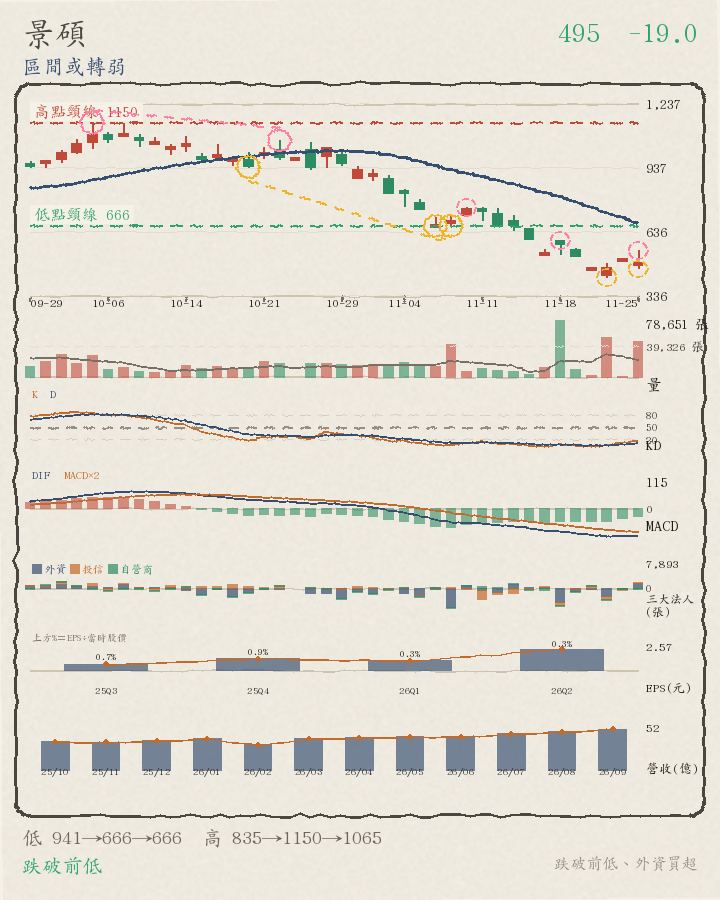 景碩
495 -19.0
區間或轉弱
高點頸線 1150
1,237
937
低點頸線 666
636
336
09-29 10-06 10-14 10-21 10-29 11-04 11-11 11-18 11-25
78,651 張
39,326 張
量
K D
80
50
20
KD
DIF MACD×2
115
0
MACD
外資 投信 自營商
7,893
0
三大法人
(張)
上方%=EPS÷當時股價
0.7% 0.9% 0.3% 0.3%
2.57
25Q3 25Q4 26Q1 26Q2
EPS(元)
52
營收(億)
25/10 25/11 25/12 26/01 26/02 26/03 26/04 26/05 26/06 26/07 26/08 26/09
低 941→666→666 高 835→1150→1065
跌破前低
跌破前低、外資買超